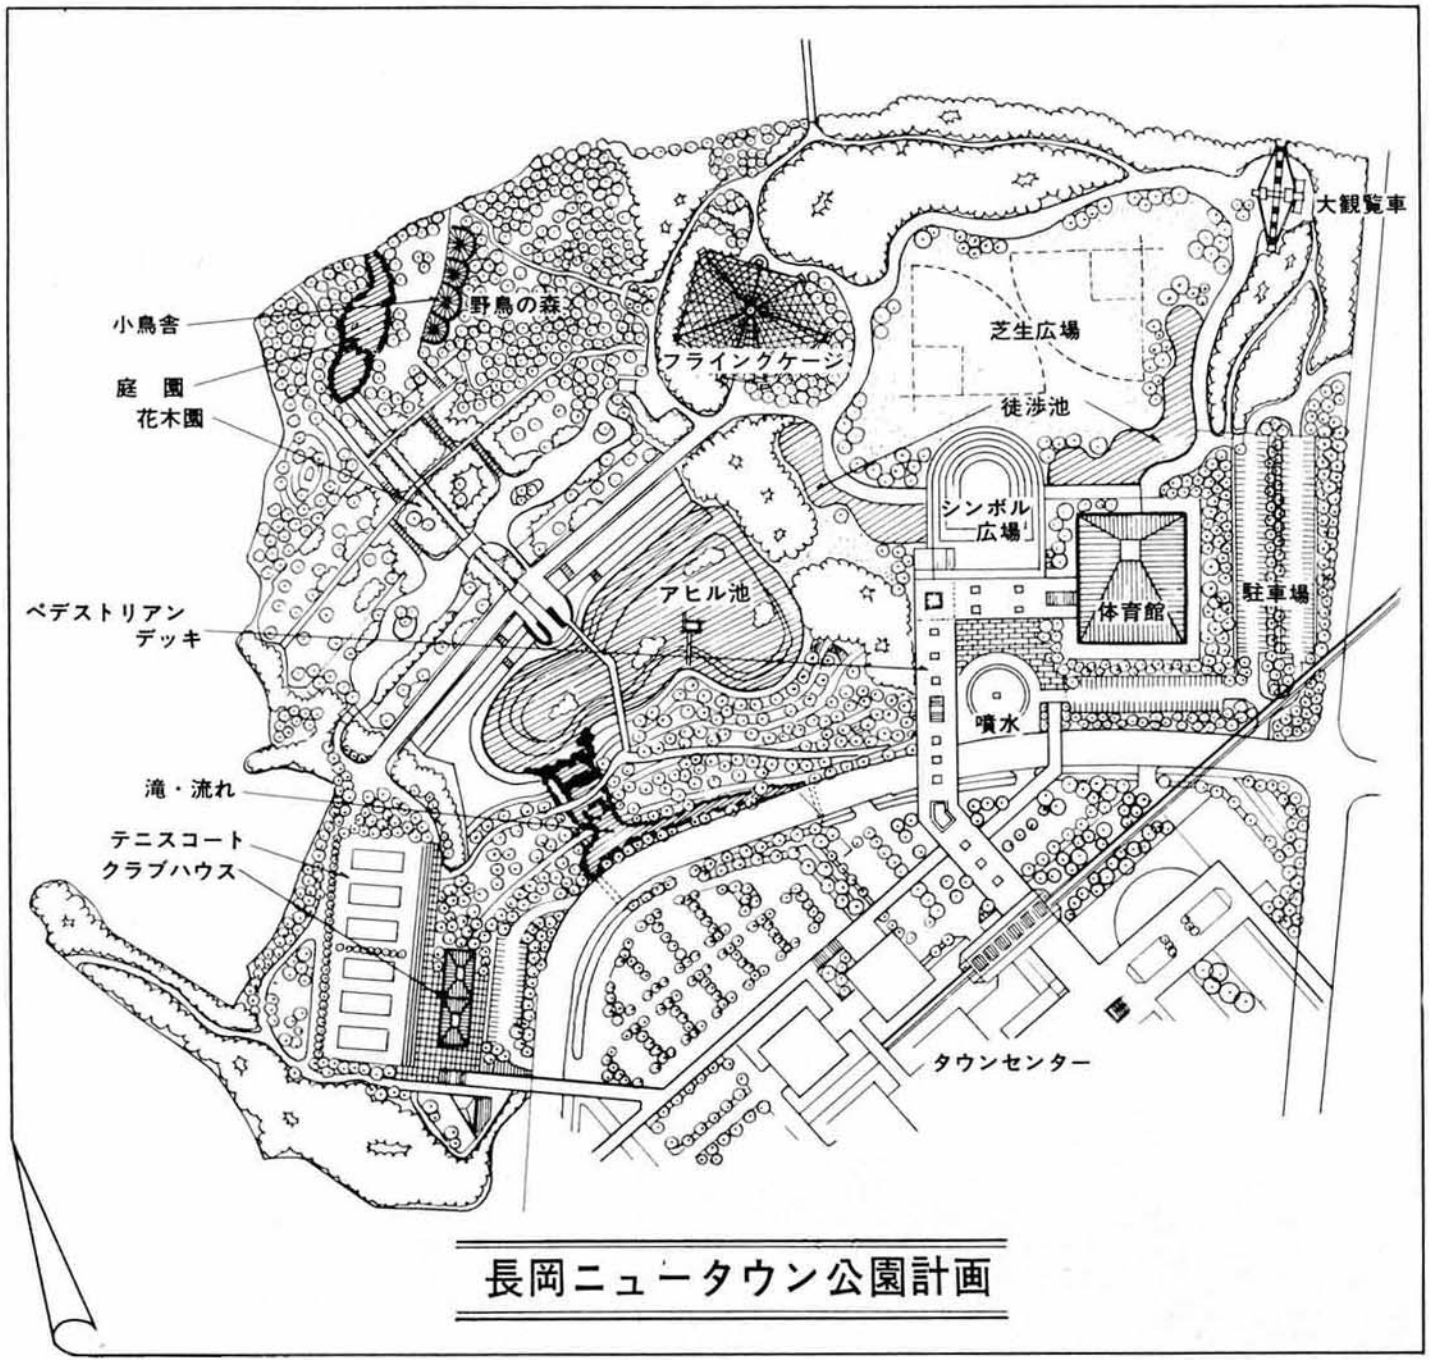 大観覧車
小鳥舎
野鳥の森
芝生広場
フライングケージ
庭 園
花木園
徒渉池
シンボル
広場
アヒル池
駐車場
体育館
ペデストリアン
デッキ
噴水
滝・流れ
テニスコート
クラブハウス
タウンセンター
長岡ニュータウン公園計画